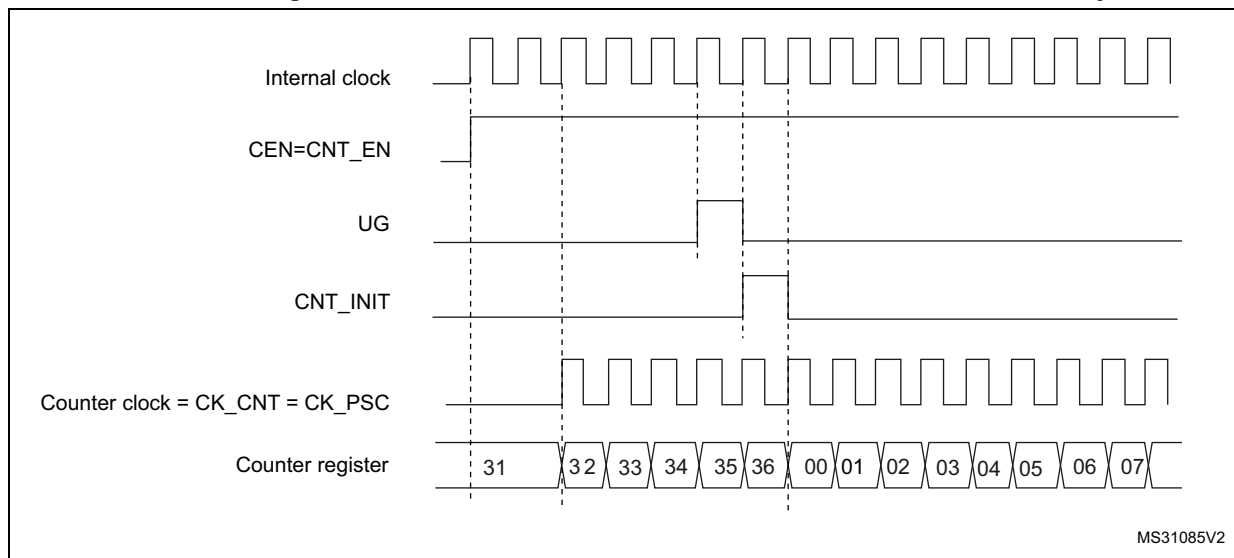 Internal clock
CEN=CNT_EN
UG
CNT_INIT
Counter clock = CK_CNT = CK_PSC
Counter register 31 32 33 34 35 36 00 01 02 03 04 05 06 07
MS31085V2